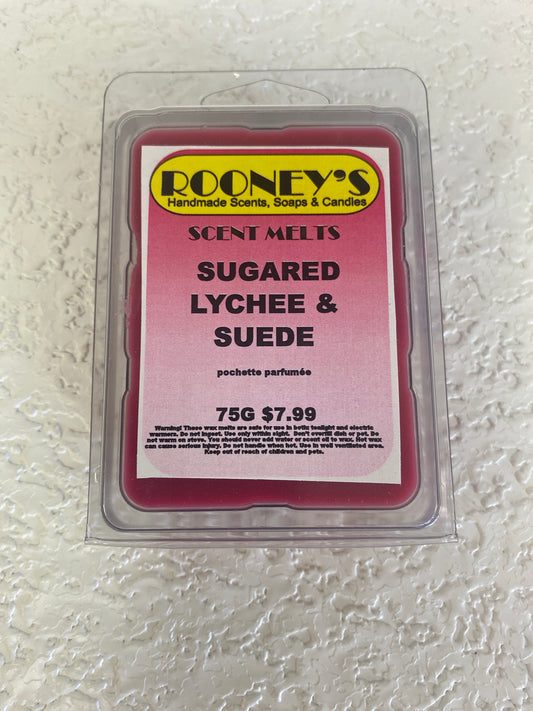 ROONEY'S
Handmade Scents, Soaps & Candles
SCENT MELTS
SUGARED
LYCHEE &
SUEDE
pochette parfumée
75G $7.99
Warning! These wax melts are safe for use in both: tealight and electric
warmers. Do not ingest. Use only within sight. Don't overfill dish or pot. Do
not warm on stove. You should never add water or scent oil to wax. Hot wax
can cause serious injury. Do not handle when hot. Use in well ventilated area.
Keep out of reach of children and pets.